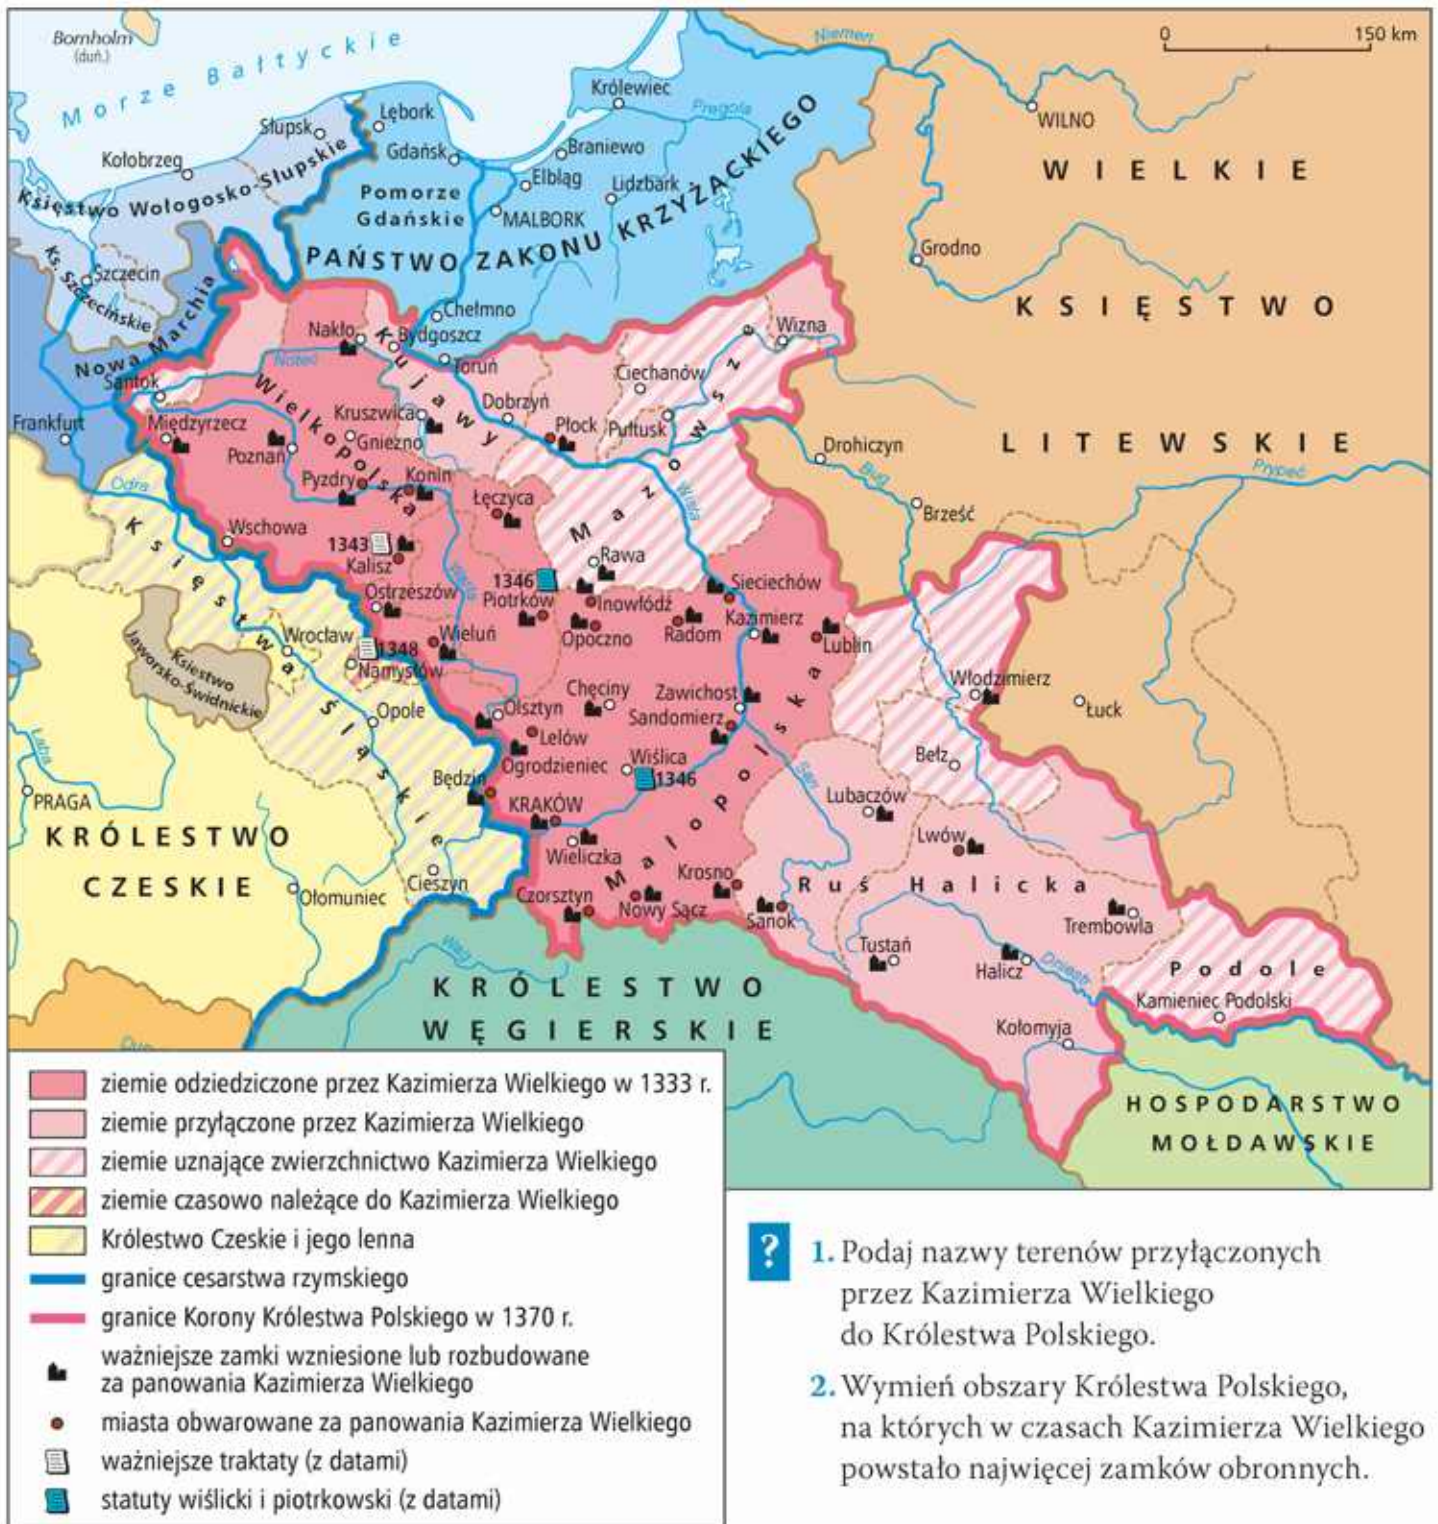 Bornholm
(duń.)
Morze Bałtyckie
Niemen
0 150 km
Królewiec
Pregoła
WILNO
Lębork
Słupsk
Gdańsk
Braniewo
Kołobrzeg
Elbląg
Lidzbark
WIELKIE
Księstwo Wołogosko-Słupskie
Pomorze
Gdańskie
MALBORK
PAŃSTWO ZAKONU KRZYŻACKIEGO
Grodno
Ks. Szczecińskie
Szczecin
KSIĘSTWO
Nowa Marchia
Chełmno
Nakło
Bydgoszcz
Wizna
Toruń
Noteć
Kujawy
Ciechanów
Santok
Wielkopolska
Dobrzyń
Frankfurt
Międzyrzecz
Kruszwica
Gniezno
Płock
Pułtusk
Mazowsze
LITEWSKIE
Poznań
Drohiczyn
Bug
Prypeć
Pyzdry
Konin
Odra
Łęczyca
Wisła
Brześć
Księstwa Śląskie
Wschowa
1343
Kalisz
Rawa
Warta
1346
Piotrków
Sieciechów
Ostrzeszów
Inowłódź
Kazimierz
Opoczno
Radom
Lublin
Jaworsko-Świdnickie
Księstwo
Wrocław
1348
Wieluń
Namysłów
Włodzimierz
Chęciny
Zawichost
Łuck
Opole
Olsztyn
Sandomierz
Małopolska
Lelów
Łaba
Ogrodzieniec
Wiślica
1346
Bełz
San
Będzin
PRAGA
KRAKÓW
Lubaczów
KRÓLESTWO
CZESKIE
Lwów
Wieliczka
Krosno
Cieszyn
Ołomuniec
Czorsztyn
Nowy Sącz
Sanok
Ruś Halicka
Trembowla
Tustań
Wag
Halicz
Dniestr
Podole
KRÓLESTWO
WĘGIERSKIE
Kamieniec Podolski
Kołomyja
HOSPODARSTWO
MOŁDAWSKIE
ziemie odziedziczone przez Kazimierza Wielkiego w 1333 r.
ziemie przyłączone przez Kazimierza Wielkiego
ziemie uznające zwierzchnictwo Kazimierza Wielkiego
ziemie czasowo należące do Kazimierza Wielkiego
Królestwo Czeskie i jego lenna
granice cesarstwa rzymskiego
granice Korony Królestwa Polskiego w 1370 r.
ważniejsze zamki wzniesione lub rozbudowane
za panowania Kazimierza Wielkiego
miasta obwarowane za panowania Kazimierza Wielkiego
ważniejsze traktaty (z datami)
statuty wiślicki i piotrkowski (z datami)
?
1. Podaj nazwy terenów przyłączonych
przez Kazimierza Wielkiego
do Królestwa Polskiego.
2. Wymień obszary Królestwa Polskiego,
na których w czasach Kazimierza Wielkiego
powstało najwięcej zamków obronnych.